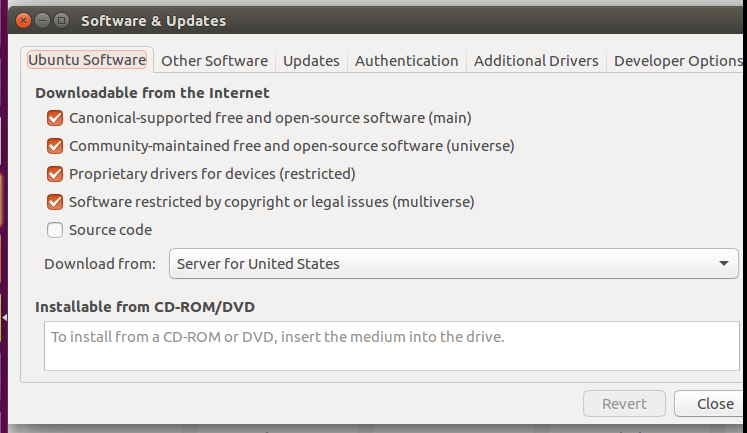 Software & Updates
Ubuntu Software Other Software Updates Authentication Additional Drivers Developer Options
Downloadable from the Internet
Canonical-supported free and open-source software (main)
Community-maintained free and open-source software (universe)
Proprietary drivers for devices (restricted)
Software restricted by copyright or legal issues (multiverse)
Source code
Download from: Server for United States
Installable from CD-ROM/DVD
To install from a CD-ROM or DVD, insert the medium into the drive.
Revert Close